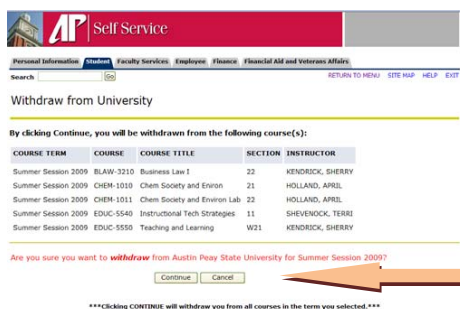 AP Self Service
Personal Information Student Faculty Services Employee Finance Financial Aid and Veterans Affairs
Search Go RETURN TO MENU SITE MAP HELP EXIT
Withdraw from University
By clicking Continue, you will be withdrawn from the following course(s):
COURSE TERM COURSE COURSE TITLE SECTION INSTRUCTOR
Summer Session 2009 BLAW-3210 Business Law I 22 KENDRICK, SHERRY
Summer Session 2009 CHEM-1010 Chem Society and Environ 21 HOLLAND, APRIL
Summer Session 2009 CHEM-1011 Chem Society and Environ Lab 22 HOLLAND, APRIL
Summer Session 2009 EDUC-5540 Instructional Tech Strategies 11 SHEVENOCK, TERRI
Summer Session 2009 EDUC-5550 Teaching and Learning W21 KENDRICK, SHERRY
Are you sure you want to withdraw from Austin Peay State University for Summer Session 2009?
Continue Cancel
***Clicking CONTINUE will withdraw you from all courses in the term you selected.***